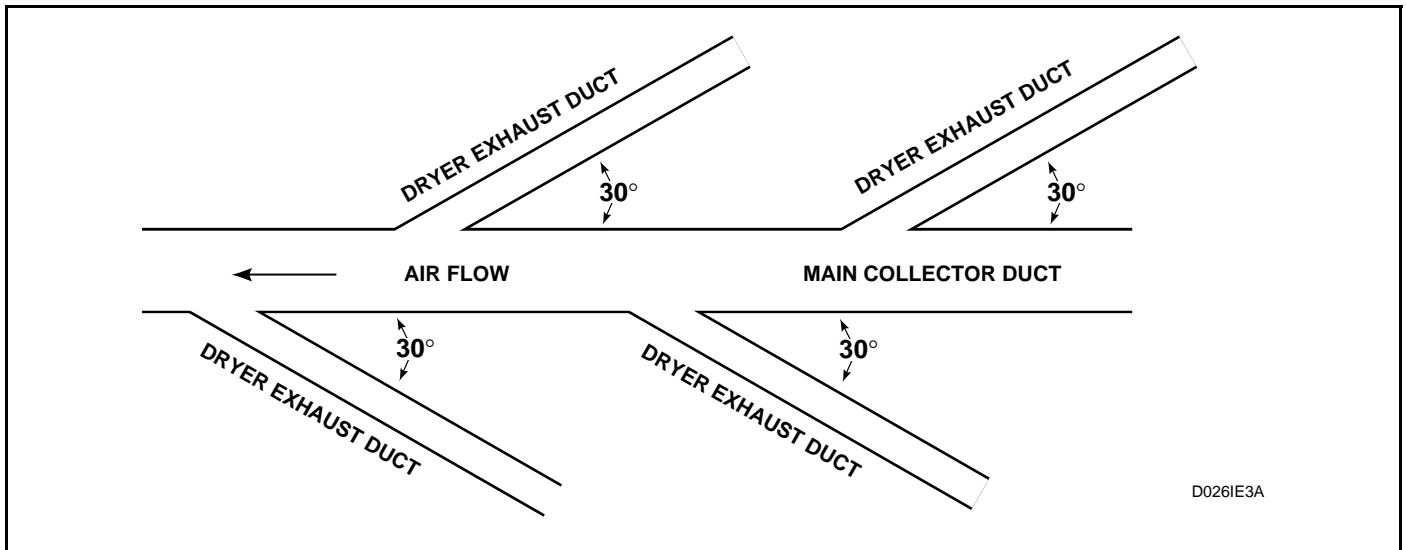 DRYER EXHAUST DUCT
DRYER EXHAUST DUCT
30°
30°
AIR FLOW
MAIN COLLECTOR DUCT
30°
30°
DRYER EXHAUST DUCT
DRYER EXHAUST DUCT
D026IE3A